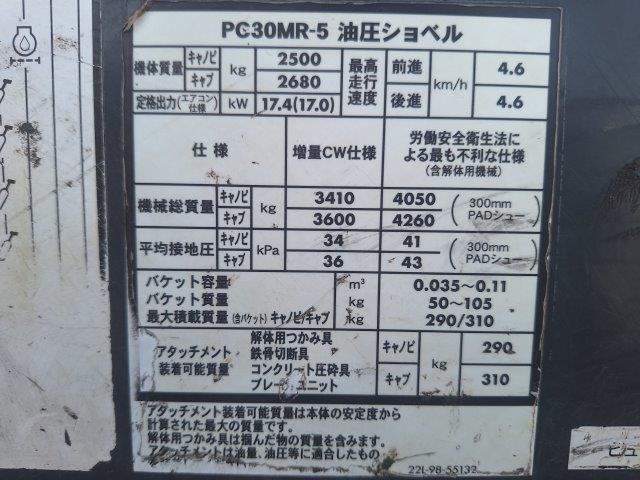 PC30MR-5 油圧ショベル
機体質量 キャノピ kg 2500 最高走行速度 前進 km/h 4.6
キャブ 2680
定格出力(エアコン仕様) kW 17.4(17.0) 後進 4.6
仕様 増量CW仕様 労働安全衛生法に
よる最も不利な仕様
(含解体用機械)
機械総質量 キャノピ kg 3410 4050 (300mm PADシュー)
キャブ 3600 4260
平均接地圧 キャノピ kPa 34 41 (300mm PADシュー)
キャブ 36 43
バケット容量 m³ 0.035～0.11
バケット質量 kg 50～105
最大積載質量(含バケット) キャノピ/キャブ kg 290/310
アタッチメント装着可能質量 解体用つかみ具 キャノピ kg 290
鉄骨切断具
コンクリート圧砕具 キャブ 310
ブレーカユニット
アタッチメント装着可能質量は本体の安定度から
計算された最大の質量です。
解体用つかみ具は掴んだ物の質量を含みます。
アタッチメントは油量、油圧等に適合したもの
22L-98-55132
ビュ